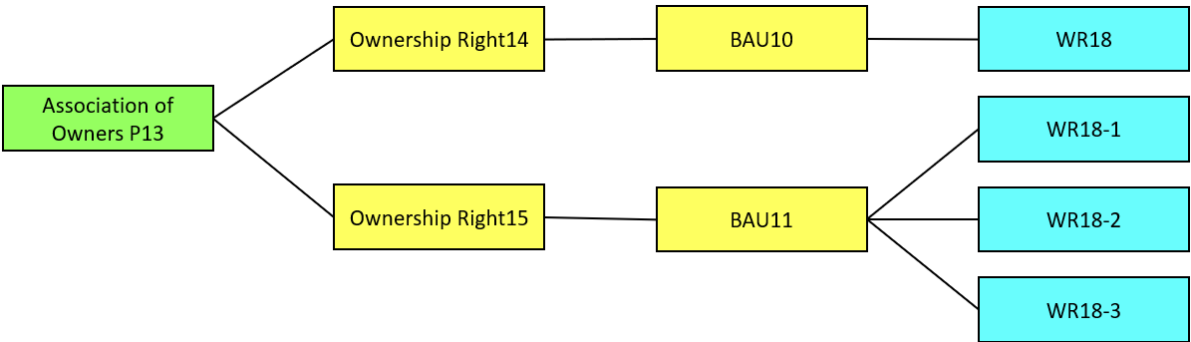 Ownership Right14
BAU10
WR18
Association of
Owners P13
WR18-1
Ownership Right15
BAU11
WR18-2
WR18-3